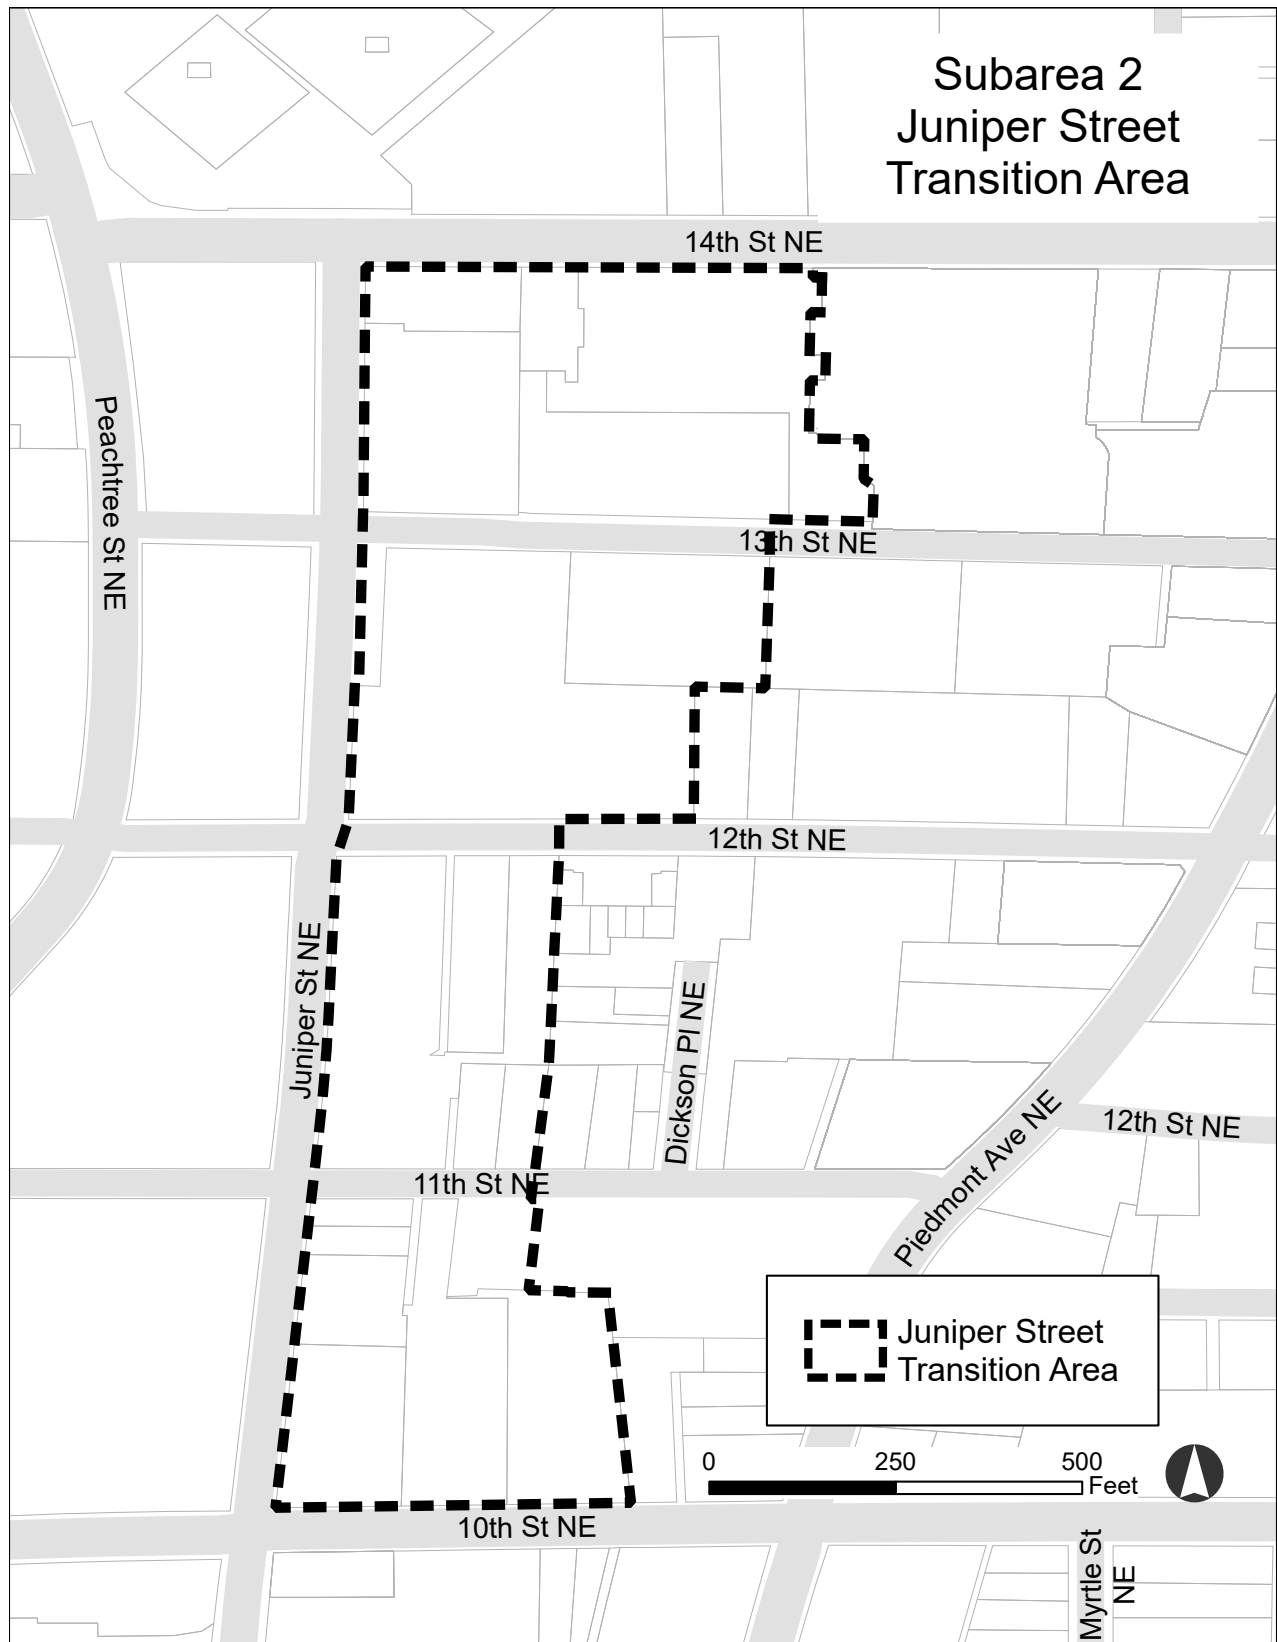 Subarea 2
Juniper Street
Transition Area
14th St NE
Peachtree St NE
13th St NE
12th St NE
Juniper St NE
Dickson Pl NE
12th St NE
11th St NE
Piedmont Ave NE
Juniper Street
Transition Area
0 250 500
Feet
10th St NE
Myrtle St
NE